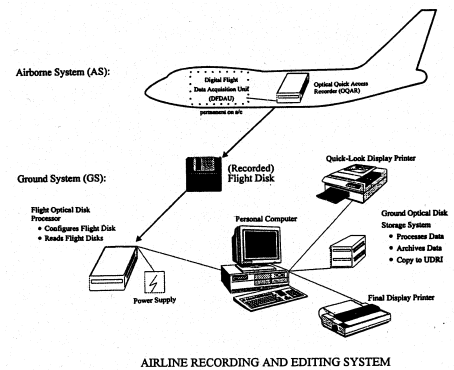 Airborne System (AS):
Digital Flight
Data Acquisition Unit
(DFDAU)
permanent on a/c
Optical Quick Access
Recorder (OQAR)
Ground System (GS):
(Recorded)
Flight Disk
Quick-Look Display Printer
Flight Optical Disk
Processor
• Configures Flight Disk
• Reads Flight Disks
Power Supply
Personal Computer
Ground Optical Disk
Storage System
• Processes Data
• Archives Data
• Copy to UDRI
Final Display Printer
AIRLINE RECORDING AND EDITING SYSTEM